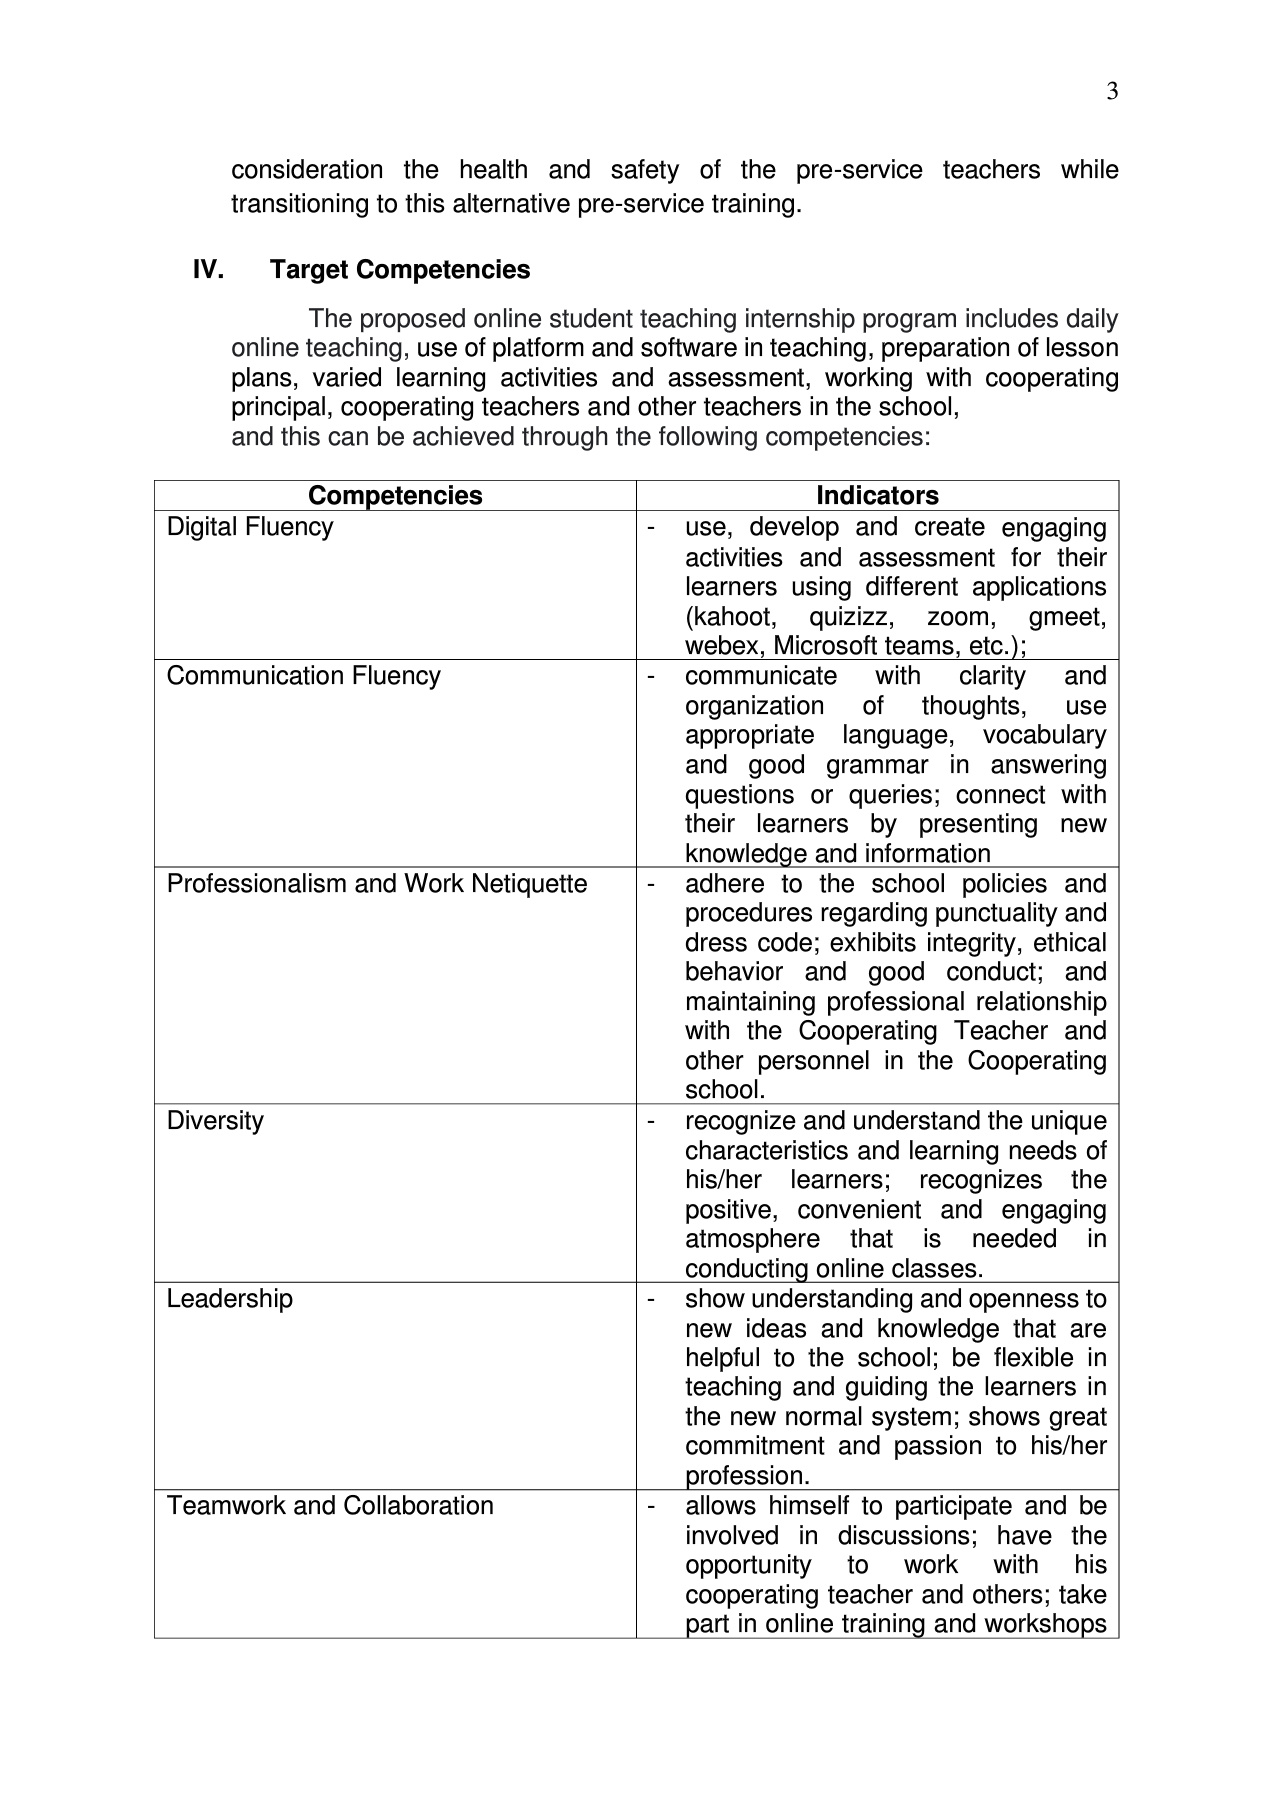 3
consideration the health and safety of the pre-service teachers while
transitioning to this alternative pre-service training.
IV. Target Competencies
The proposed online student teaching internship program includes daily
online teaching, use of platform and software in teaching, preparation of lesson
plans, varied learning activities and assessment, working with cooperating
principal, cooperating teachers and other teachers in the school,
and this can be achieved through the following competencies:
Competencies Indicators
Digital Fluency - use, develop and create engaging
activities and assessment for their
learners using different applications
(kahoot, quizizz, zoom, gmeet,
webex, Microsoft teams, etc.);
Communication Fluency - communicate with clarity and
organization of thoughts, use
appropriate language, vocabulary
and good grammar in answering
questions or queries; connect with
their learners by presenting new
knowledge and information
Professionalism and Work Netiquette - adhere to the school policies and
procedures regarding punctuality and
dress code; exhibits integrity, ethical
behavior and good conduct; and
maintaining professional relationship
with the Cooperating Teacher and
other personnel in the Cooperating
school.
Diversity - recognize and understand the unique
characteristics and learning needs of
his/her learners; recognizes the
positive, convenient and engaging
atmosphere that is needed in
conducting online classes.
Leadership - show understanding and openness to
new ideas and knowledge that are
helpful to the school; be flexible in
teaching and guiding the learners in
the new normal system; shows great
commitment and passion to his/her
profession.
Teamwork and Collaboration - allows himself to participate and be
involved in discussions; have the
opportunity to work with his
cooperating teacher and others; take
part in online training and workshops